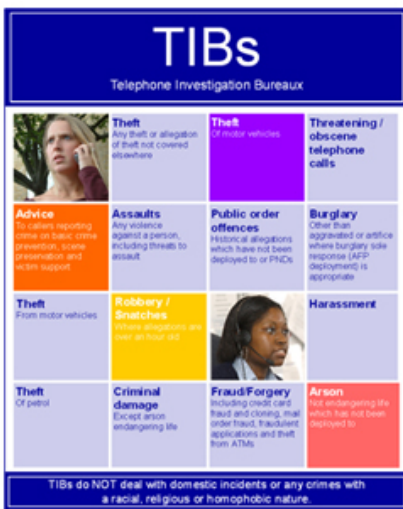 TIBs
Telephone Investigation Bureaux
Theft
Any theft or allegation
of theft not covered
elsewhere
Theft
Of motor vehicles
Threatening /
obscene
telephone
calls
Advice
To callers reporting
crime on basic crime
prevention, scene
preservation and
victim support
Assaults
Any violence
against a person,
including threats to
assault
Public order
offences
Historical allegations
which have not been
deployed to or PNDs
Burglary
Other than
aggravated or artifice
where burglary sole
response (AFP
deployment) is
appropriate
Theft
From motor vehicles
Robbery /
Snatches
Where allegations are
over an hour old
Harassment
Theft
Of petrol
Criminal
damage
Except arson
endangering life
Fraud/Forgery
Including credit card
fraud and cloning, mail
order fraud, fraudulent
applications and theft
from ATMs
Arson
Not endangering life
which has not been
deployed to
TIBs do NOT deal with domestic incidents or any crimes with
a racial, religious or homophobic nature.